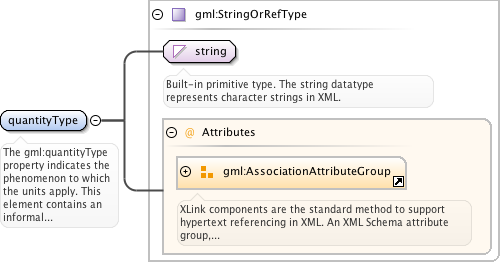 gml:StringOrRefType
string
Built-in primitive type. The string datatype
represents character strings in XML.
quantityType
The gml:quantityType
property indicates the
phenomenon to which
the units apply. This
element contains an
informal...
@ Attributes
gml:AssociationAttributeGroup
XLink components are the standard method to support
hypertext referencing in XML. An XML Schema attribute
group,...